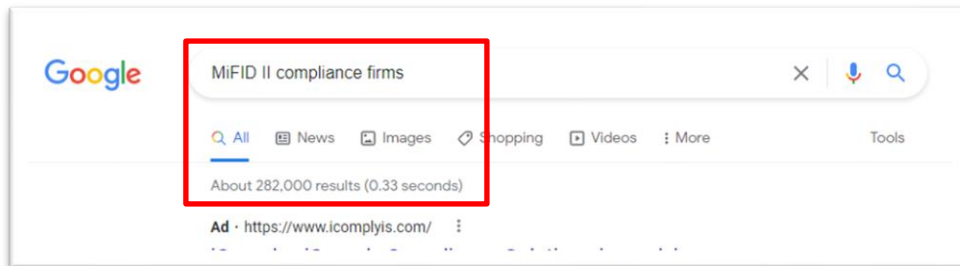 Google
MiFID II compliance firms
All News Images Shopping Videos More Tools
About 282,000 results (0.33 seconds)
Ad · https://www.icomplyis.com/